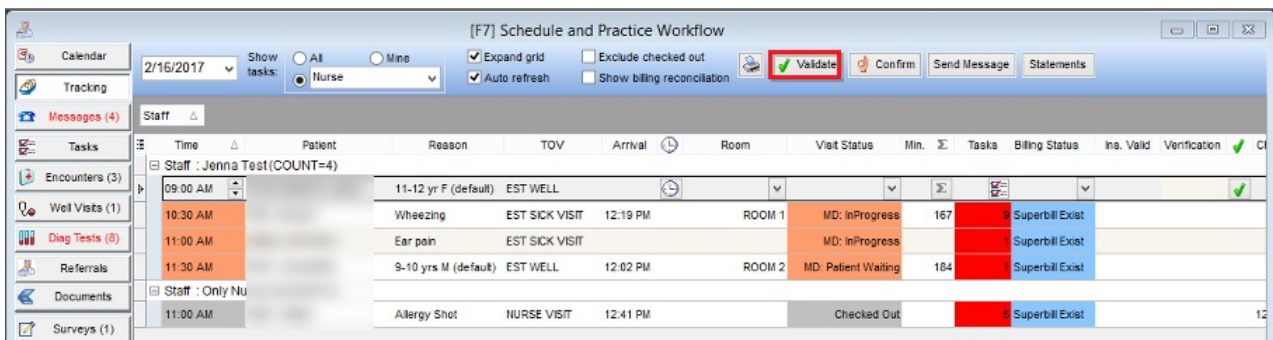 [F7] Schedule and Practice Workflow
Calendar
Tracking
Messages (4)
Tasks
Encounters (3)
Well Visits (1)
Diag Tests (8)
Referrals
Documents
Surveys (1)
2/16/2017 Show tasks: All Mine Nurse
Expand grid Exclude checked out
Auto refresh Show billing reconciliation
Validate Confirm Send Message Statements
Staff
Time Patient Reason TOV Arrival Room Visit Status Min. Σ Tasks Billing Status Ins. Valid Verification
Staff : Jenna Test (COUNT=4)
09:00 AM 11-12 yr F (default) EST WELL Σ
10:30 AM Wheezing EST SICK VISIT 12:19 PM ROOM 1 MD: InProgress 167 9 Superbill Exist
11:00 AM Ear pain EST SICK VISIT MD: InProgress 1 Superbill Exist
11:30 AM 9-10 yrs M (default) EST WELL 12:02 PM ROOM 2 MD: Patient Waiting 184 1 Superbill Exist
Staff : Only Nu
11:00 AM Allergy Shot NURSE VISIT 12:41 PM Checked Out 5 Superbill Exist 12